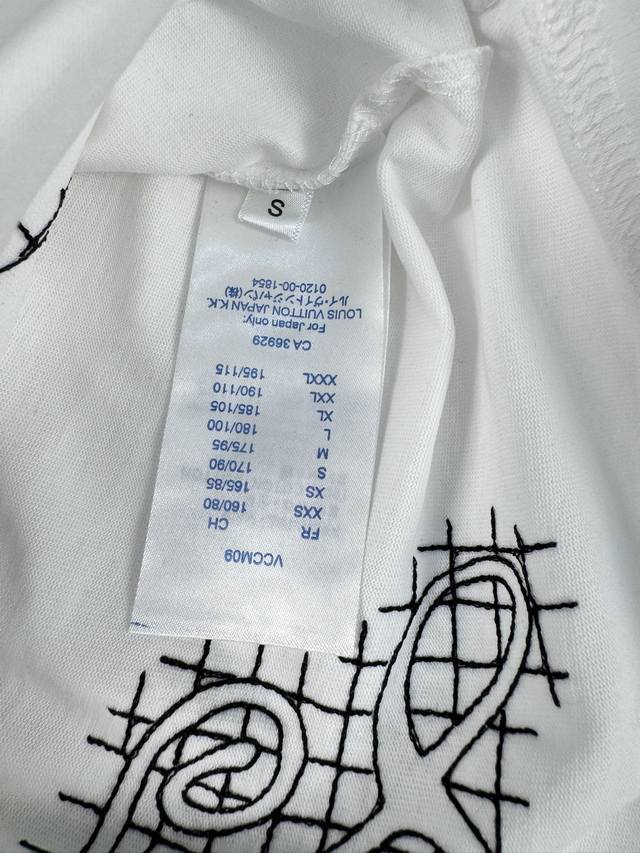 S
VCCM09
FR CH
XXS 160/80
XS 165/85
S 170/90
M 175/95
L 180/100
XL 185/105
XXL 190/110
XXXL 195/115
CA 36929
For Japan only:
LOUIS VUITTON JAPAN K.K.
ルイ・ヴィトンジャパン(株)
0120-00-1854